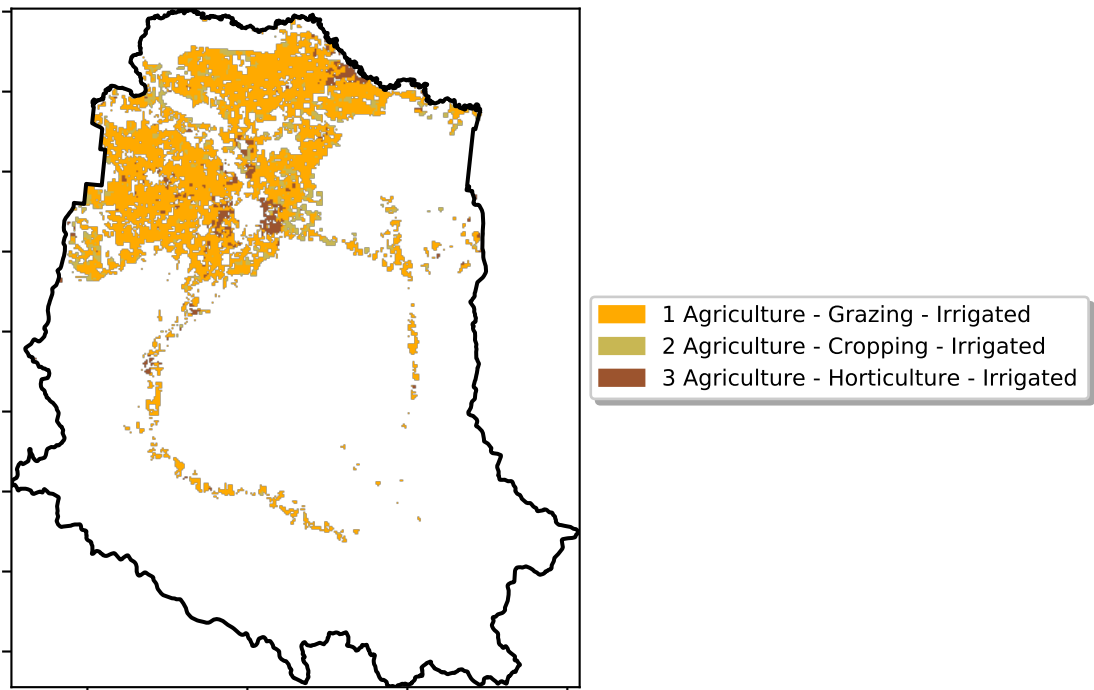 1 Agriculture - Grazing - Irrigated
2 Agriculture - Cropping - Irrigated
3 Agriculture - Horticulture - Irrigated